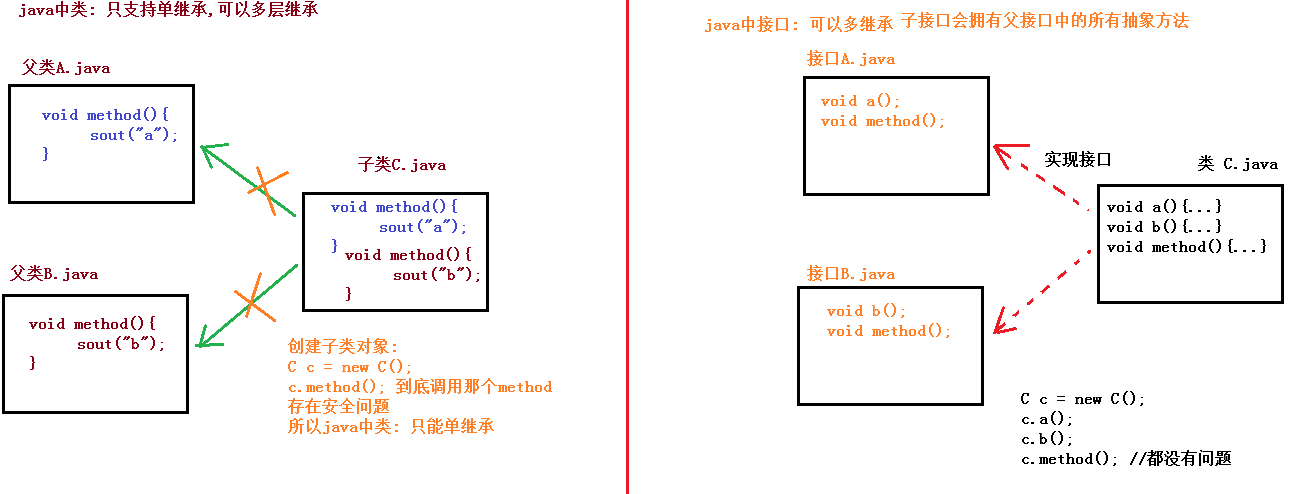 java中类: 只支持单继承,可以多层继承
父类A.java
void method(){
sout("a");
}
子类C.java
void method(){
sout("a");
}
void method(){
sout("b");
}
父类B.java
void method(){
sout("b");
}
创建子类对象:
C c = new C();
c.method(); 到底调用那个method
存在安全问题
所以java中类: 只能单继承
java中接口: 可以多继承 子接口会拥有父接口中的所有抽象方法
接口A.java
void a();
void method();
实现接口
类 C.java
void a(){...}
void b(){...}
void method(){...}
接口B.java
void b();
void method();
C c = new C();
c.a();
c.b();
c.method(); //都没有问题